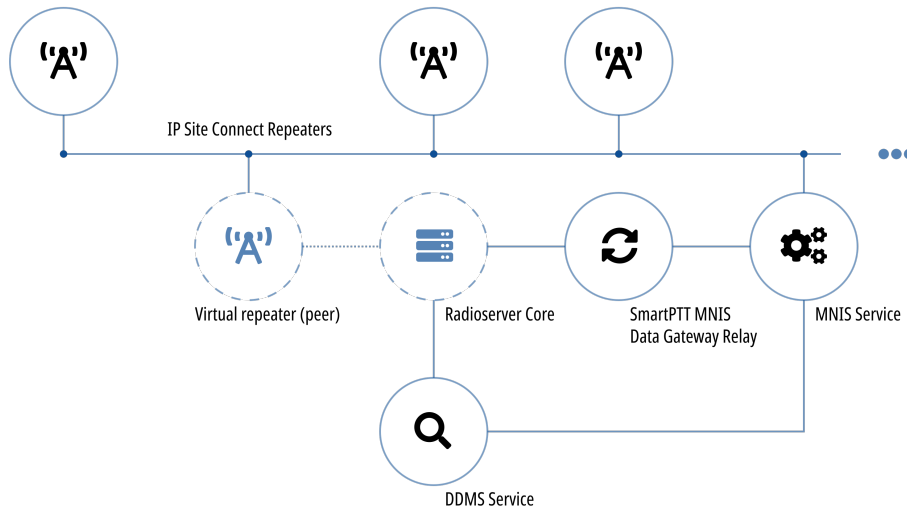 IP Site Connect Repeaters
Virtual repeater (peer)
Radioserver Core
SmartPTT MNIS
Data Gateway Relay
MNIS Service
DDMS Service